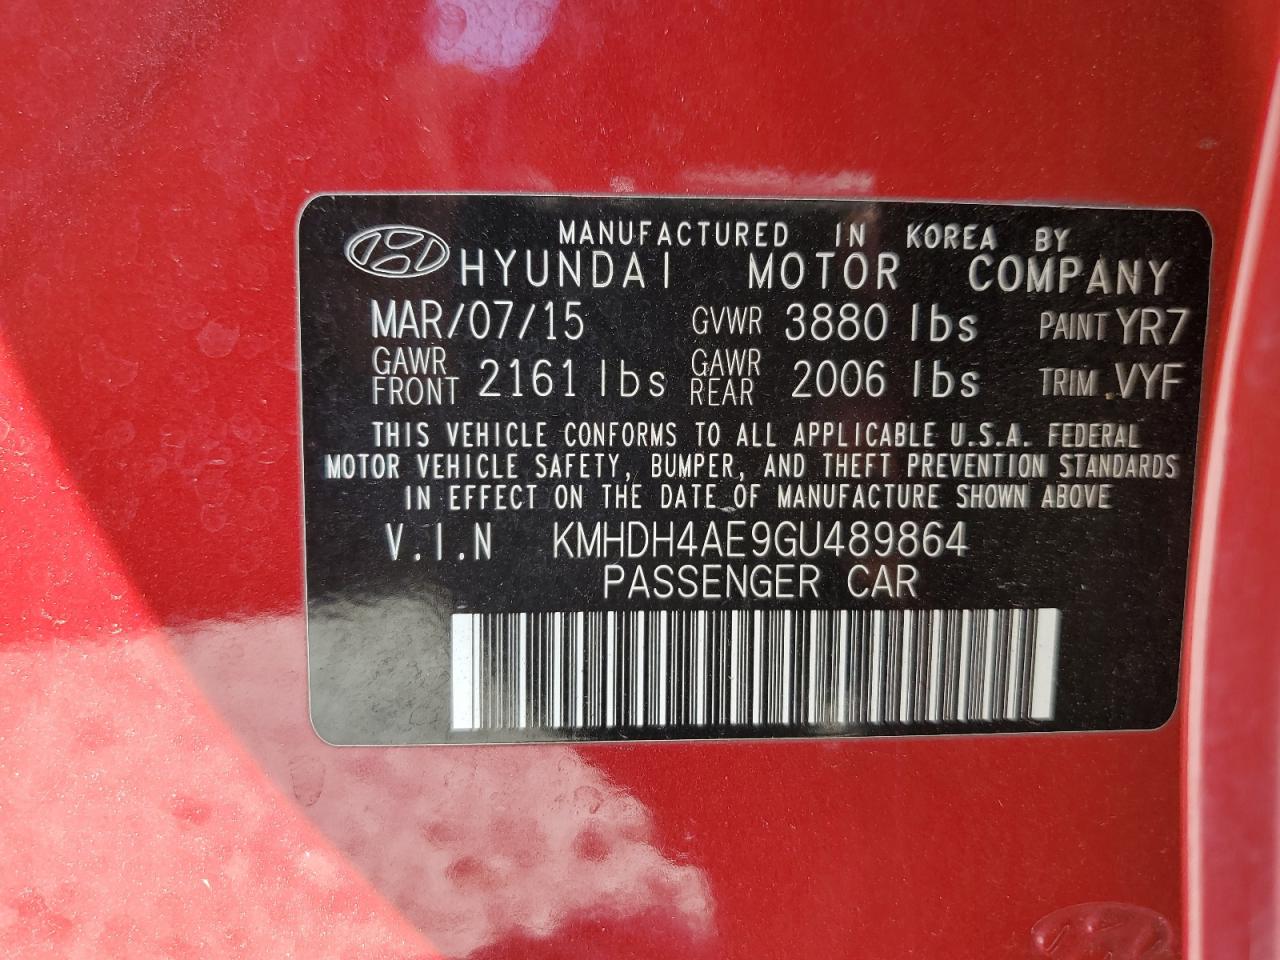 MANUFACTURED IN KOREA BY
HYUNDAI MOTOR COMPANY
MAR/07/15 GVWR 3880 lbs PAINT YR7
GAWR FRONT 2161 lbs GAWR REAR 2006 lbs TRIM VYF
THIS VEHICLE CONFORMS TO ALL APPLICABLE U.S.A. FEDERAL
MOTOR VEHICLE SAFETY, BUMPER, AND THEFT PREVENTION STANDARDS
IN EFFECT ON THE DATE OF MANUFACTURE SHOWN ABOVE
V.I.N KMHDH4AE9GU489864
PASSENGER CAR